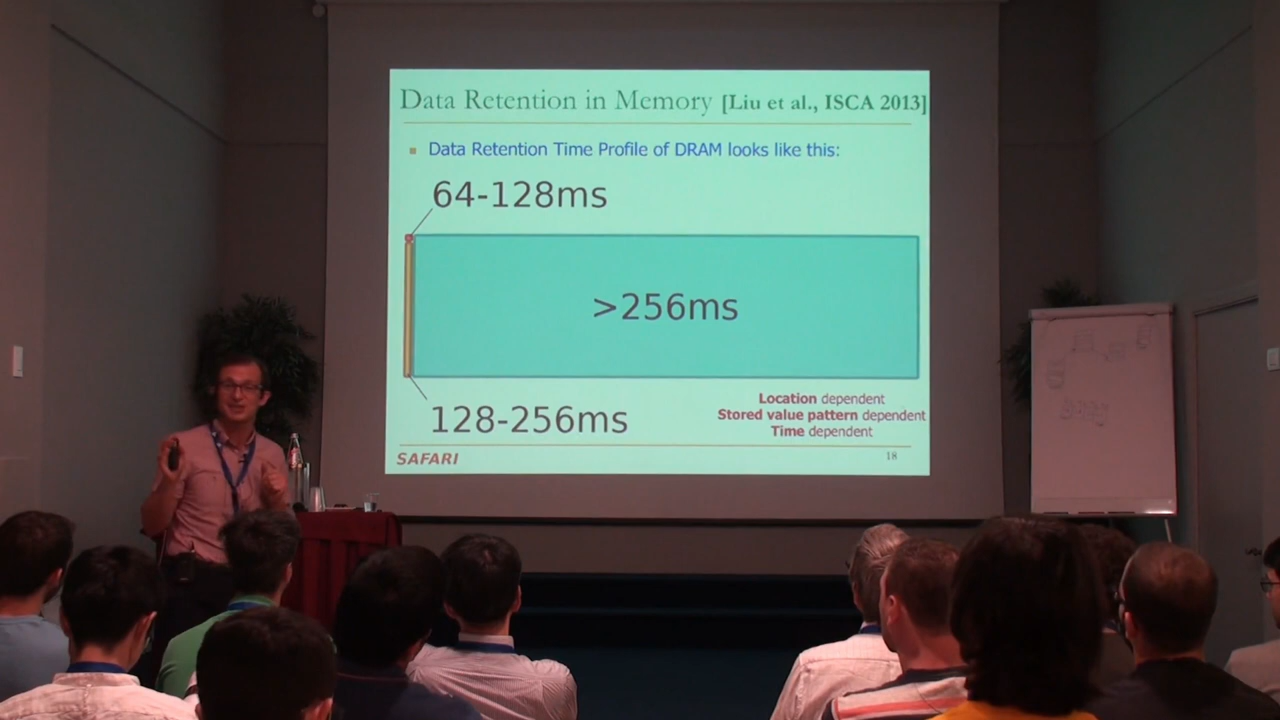 Data Retention in Memory [Liu et al., ISCA 2013]
Data Retention Time Profile of DRAM looks like this:
64-128ms
>256ms
128-256ms
Location dependent
Stored value pattern dependent
Time dependent
SAFARI
18